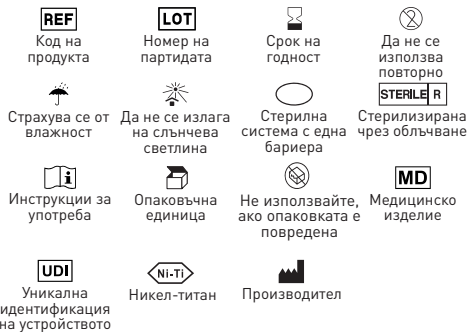 REF
Код на
продукта
LOT
Номер на
партидата
Срок на
годност
2
Да не се
използва
повторно
Страхува се от
влажност
Да не се излага
на слънчева
светлина
Стерилна
система с една
бариера
STERILE R
Стерилизирана
чрез облъчване
i
Инструкции за
употреба
Опаковъчна
единица
Не използвайте,
ако опаковката е
повредена
MD
Медицинско
изделие
UDI
Уникална
идентификация
на устройството
Ni-Ti
Никел-титан
Производител